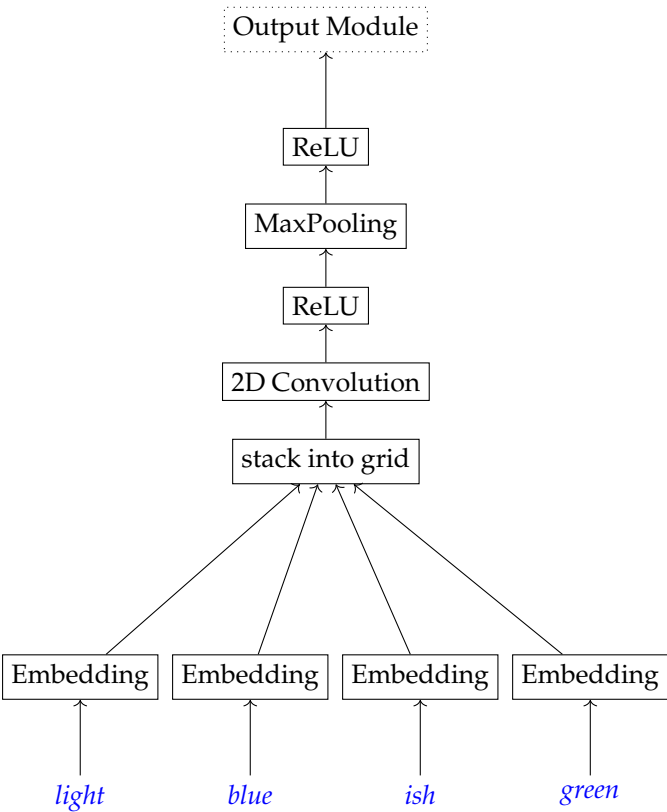 Output Module
ReLU
MaxPooling
ReLU
2D Convolution
stack into grid
Embedding Embedding Embedding Embedding
light blue ish green